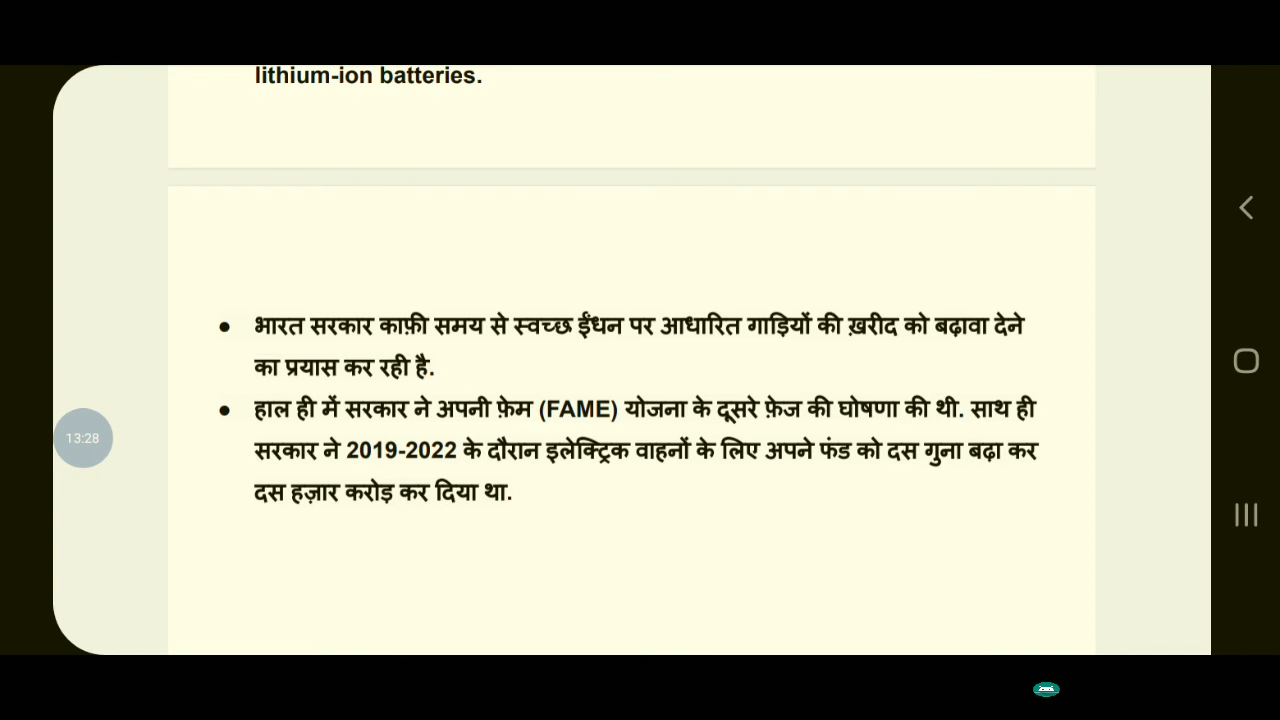 lithium-ion batteries.
● भारत सरकार काफ़ी समय से स्वच्छ ईंधन पर आधारित गाड़ियों की ख़रीद को बढ़ावा देने
का प्रयास कर रही है.
● हाल ही में सरकार ने अपनी फ़ेम (FAME) योजना के दूसरे फ़ेज की घोषणा की थी. साथ ही
13:28
सरकार ने 2019-2022 के दौरान इलेक्ट्रिक वाहनों के लिए अपने फंड को दस गुना बढ़ा कर
दस हज़ार करोड़ कर दिया था.